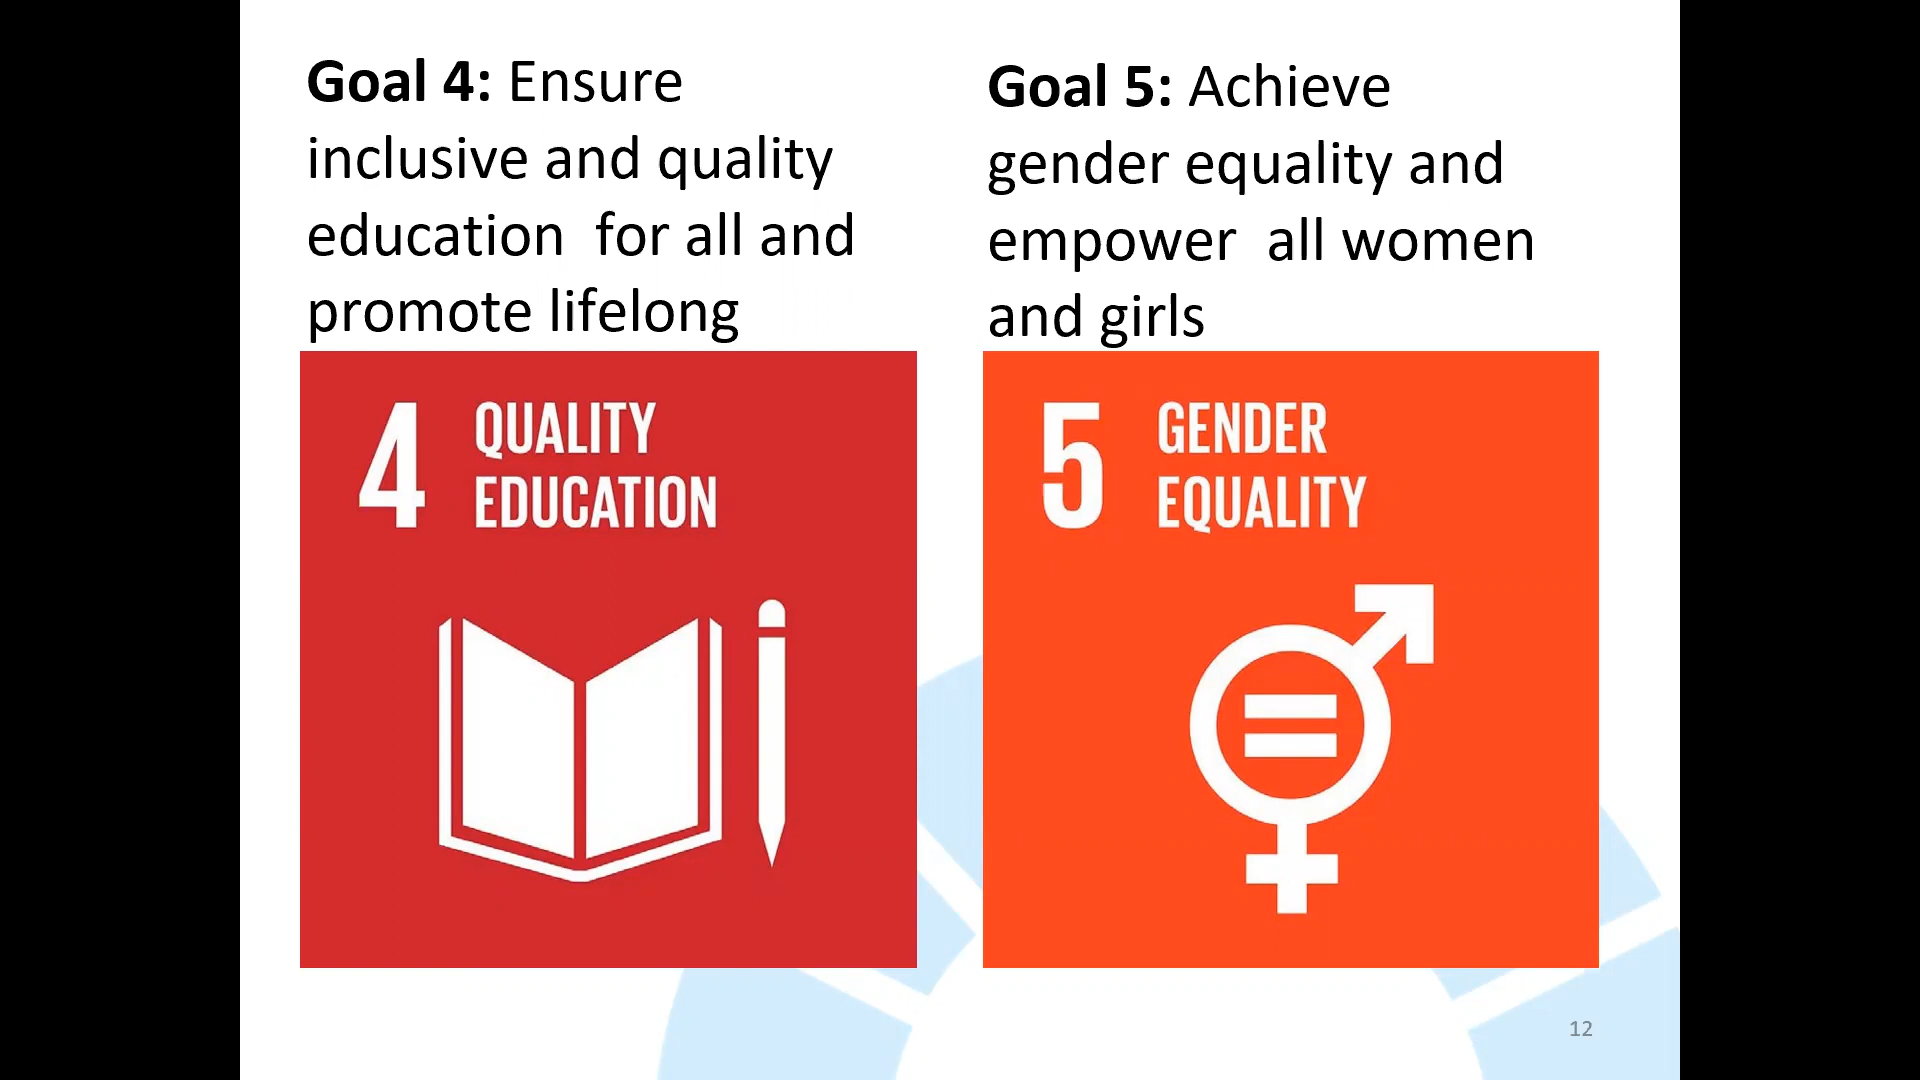 Goal 4: Ensure
inclusive and quality
education  for all and
promote lifelong
4 QUALITY
EDUCATION
Goal 5: Achieve
gender equality and
empower  all women
and girls
5 GENDER
EQUALITY
12